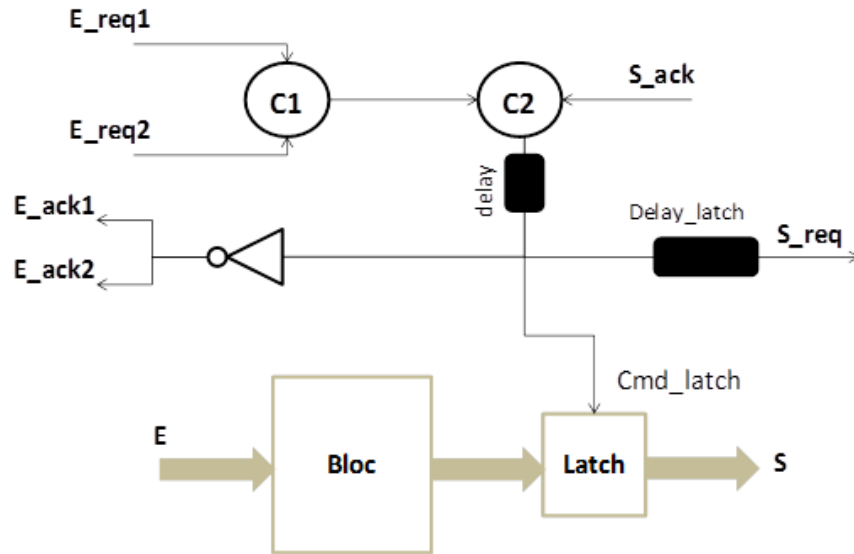 E_req1
C1
C2
S_ack
E_req2
delay
E_ack1
Delay_latch
S_req
E_ack2
Cmd_latch
E
Bloc
Latch
S